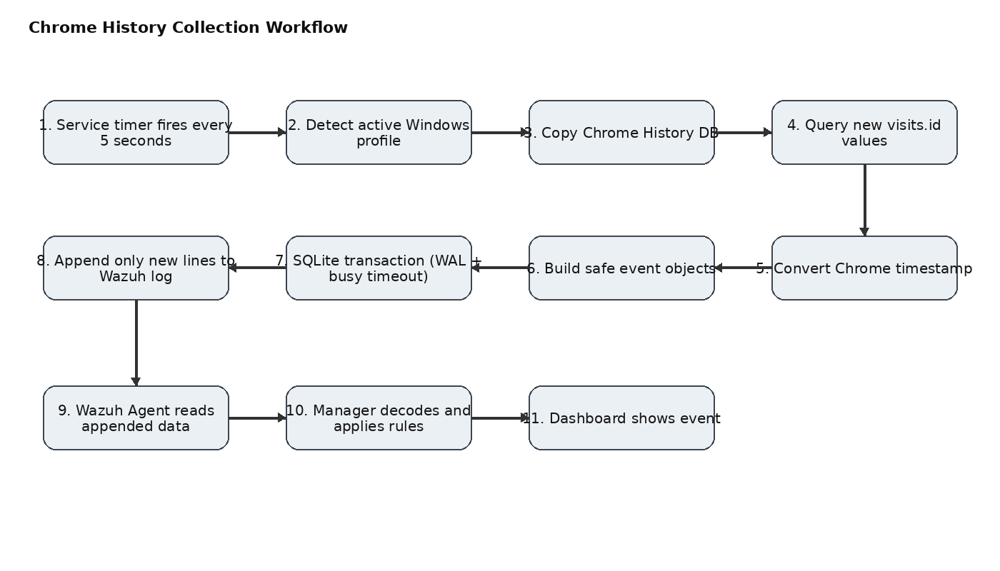 Chrome History Collection Workflow
1. Service timer fires every
5 seconds
2. Detect active Windows
profile
3. Copy Chrome History DB
4. Query new visits.id
values
5. Convert Chrome timestamp
6. Build safe event objects
7. SQLite transaction (WAL +
busy timeout)
8. Append only new lines to
Wazuh log
9. Wazuh Agent reads
appended data
10. Manager decodes and
applies rules
11. Dashboard shows event